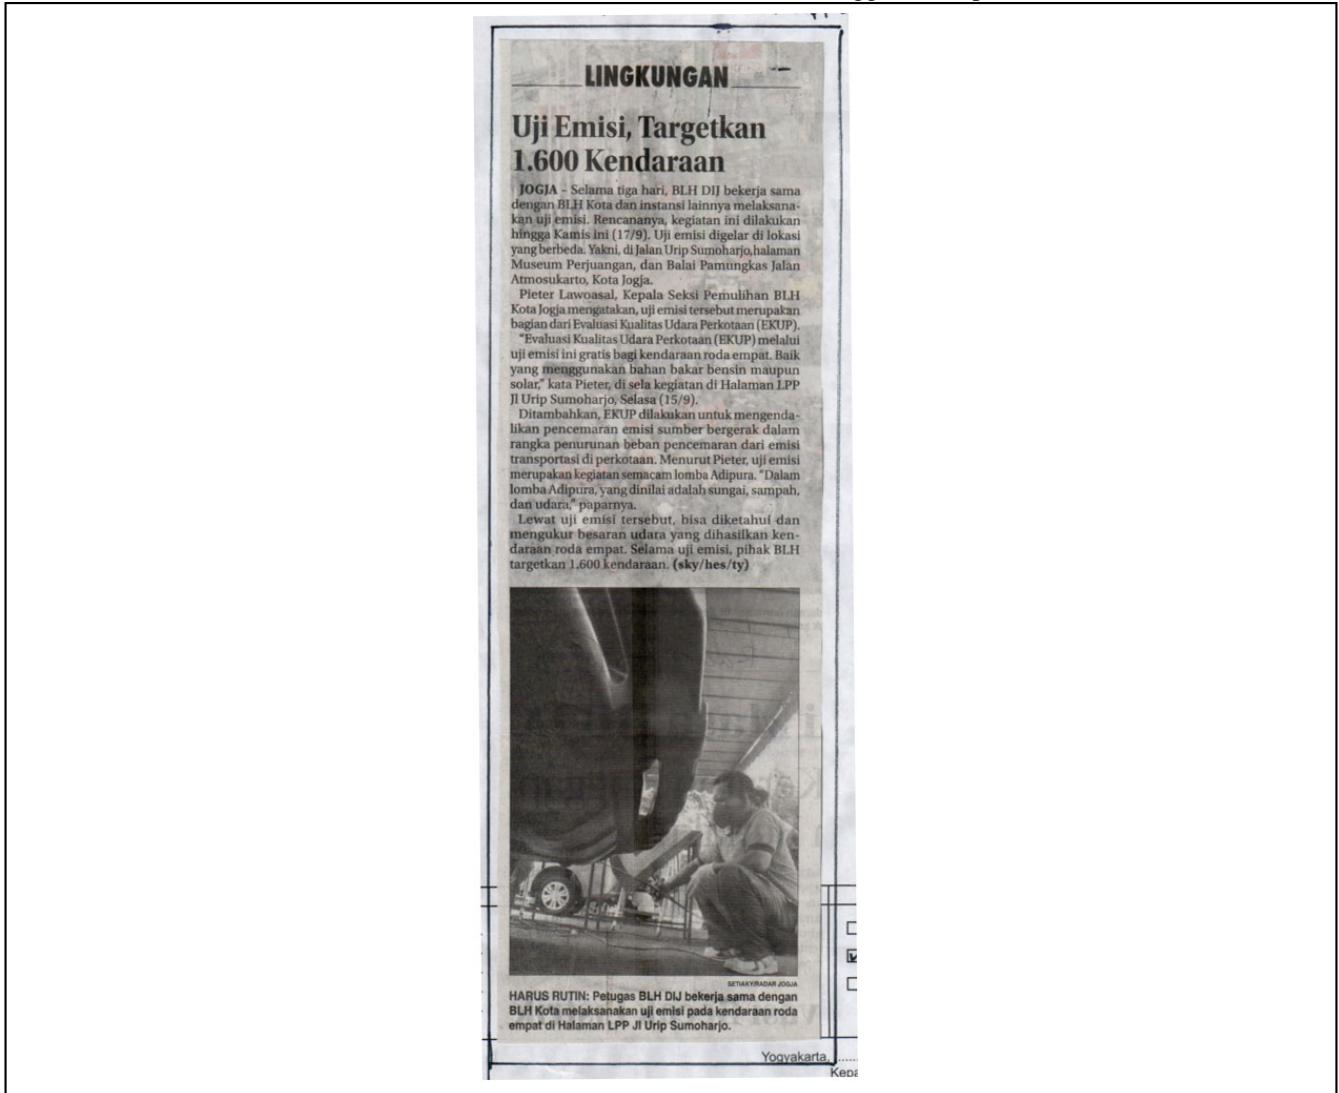 LINGKUNGAN
Uji Emisi, Targetkan
1.600 Kendaraan
JOGJA – Selama tiga hari, BLH DIJ bekerja sama
dengan BLH Kota dan instansi lainnya melaksana-
kan uji emisi. Rencananya, kegiatan ini dilakukan
hingga Kamis ini (17/9). Uji emisi digelar di lokasi
yang berbeda. Yakni, di Jalan Urip Sumoharjo,halaman
Museum Perjuangan, dan Balai Pamungkas Jalan
Atmosukarto, Kota Jogja.
Pieter Lawoasal, Kepala Seksi Pemulihan BLH
Kota Jogja mengatakan, uji emisi tersebut merupakan
bagian dari Evaluasi Kualitas Udara Perkotaan (EKUP).
"Evaluasi Kualitas Udara Perkotaan (EKUP) melalui
uji emisi ini gratis bagi kendaraan roda empat. Baik
yang menggunakan bahan bakar bensin maupun
solar," kata Pieter, di sela kegiatan di Halaman LPP
Jl Urip Sumoharjo, Selasa (15/9).
Ditambahkan, EKUP dilakukan untuk mengenda-
likan pencemaran emisi sumber bergerak dalam
rangka penurunan beban pencemaran dari emisi
transportasi di perkotaan. Menurut Pieter, uji emisi
merupakan kegiatan semacam lomba Adipura. "Dalam
lomba Adipura, yang dinilai adalah sungai, sampah,
dan udara," paparnya.
Lewat uji emisi tersebut, bisa diketahui dan
mengukur besaran udara yang dihasilkan ken-
daraan roda empat. Selama uji emisi, pihak BLH
targetkan 1.600 kendaraan. (sky/hes/ty)
SETIAKY/RADAR JOGJA
HARUS RUTIN: Petugas BLH DIJ bekerja sama dengan
BLH Kota melaksanakan uji emisi pada kendaraan roda
empat di Halaman LPP Jl Urip Sumoharjo.
Yogyakarta, ......
Kepa